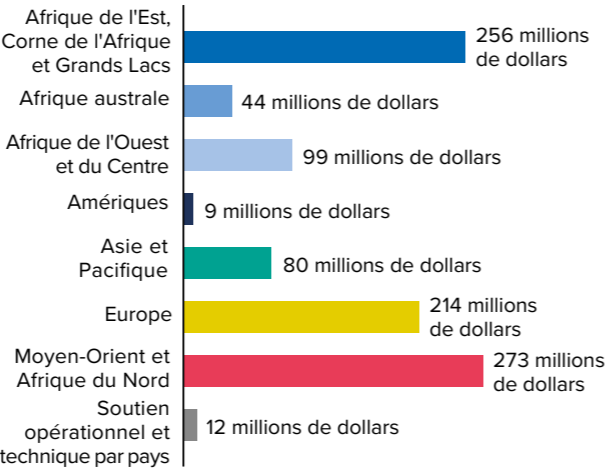 Afrique de l'Est,
Corne de l'Afrique
et Grands Lacs
256 millions
de dollars
Afrique australe
44 millions de dollars
Afrique de l'Ouest
et du Centre
99 millions de dollars
Amériques
9 millions de dollars
Asie et
Pacifique
80 millions de dollars
Europe
214 millions
de dollars
Moyen-Orient et
Afrique du Nord
273 millions
de dollars
Soutien
opérationnel et
technique par pays
12 millions de dollars